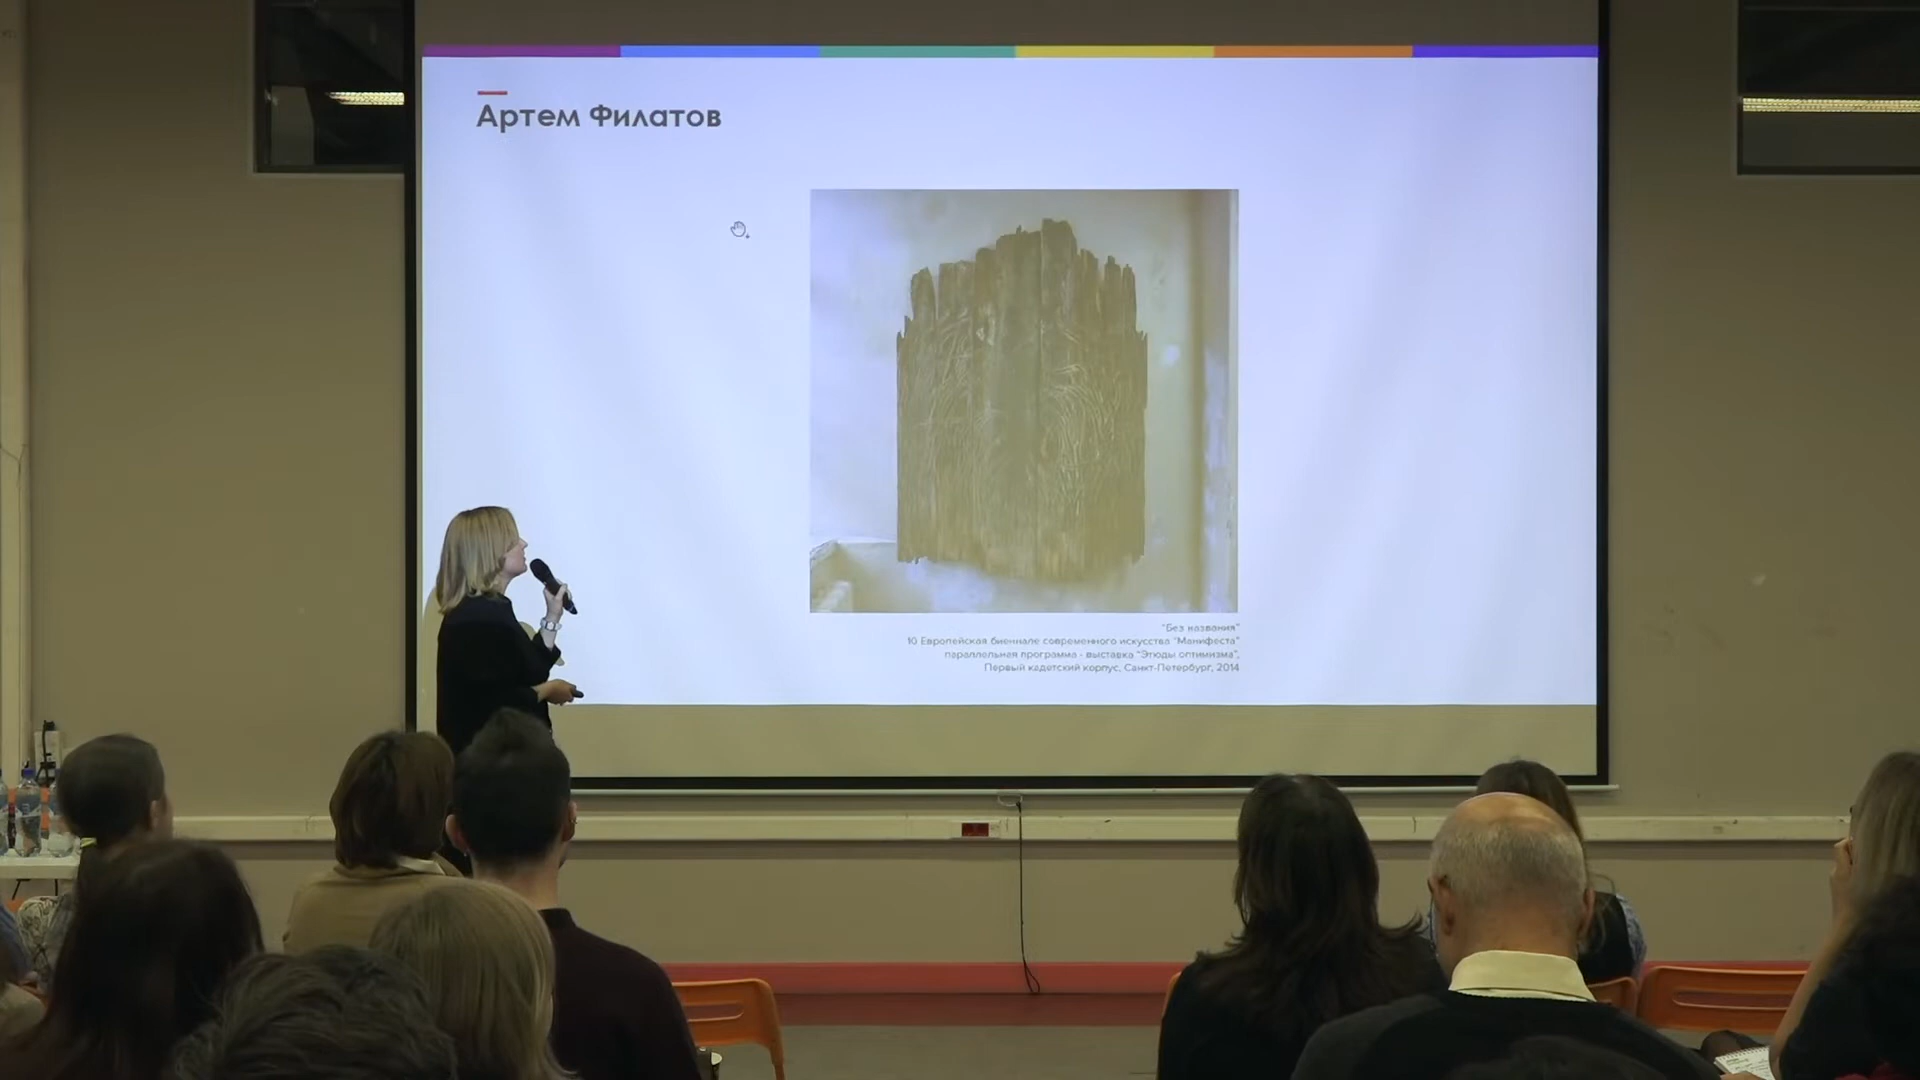 Артем Филатов
"Без названия"
10 Европейская биеннале современного искусства "Манифеста"
параллельная программа - выставка "Этюды оптимизма",
Первый кадетский корпус, Санкт-Петербург, 2014